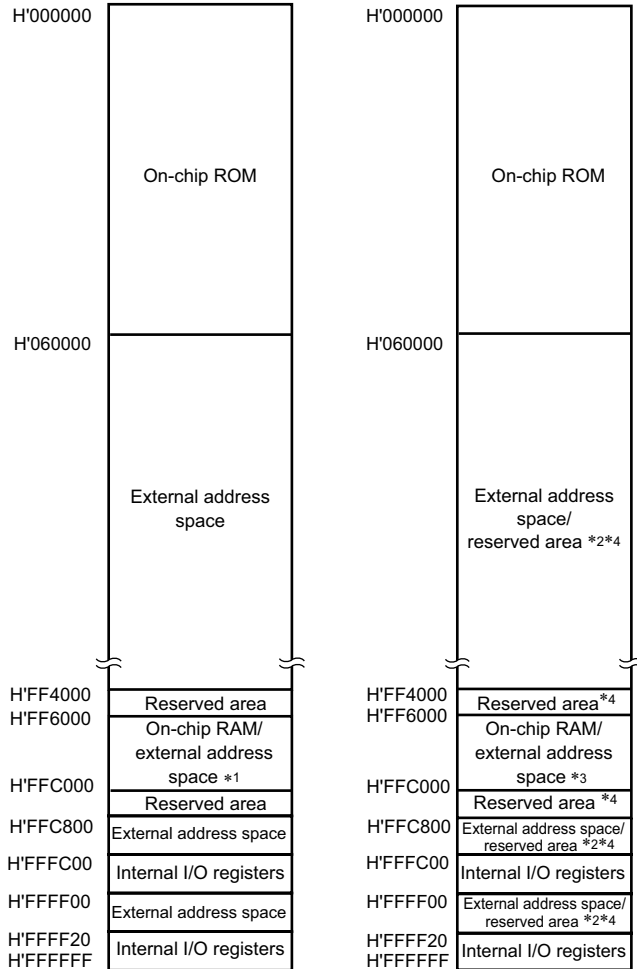 H'000000
On-chip ROM
H'060000
External address
space
H'FF4000
Reserved area
H'FF6000
On-chip RAM/
external address
space *1
H'FFC000
Reserved area
H'FFC800
External address space
H'FFFC00
Internal I/O registers
H'FFFF00
External address space
H'FFFF20
Internal I/O registers
H'FFFFFF
H'000000
On-chip ROM
H'060000
External address
space/
reserved area *2*4
H'FF4000
Reserved area*4
H'FF6000
On-chip RAM/
external address
space *3
H'FFC000
Reserved area *4
H'FFC800
External address space/
reserved area *2*4
H'FFFC00
Internal I/O registers
H'FFFF00
External address space/
reserved area *2*4
H'FFFF20
Internal I/O registers
H'FFFFFF